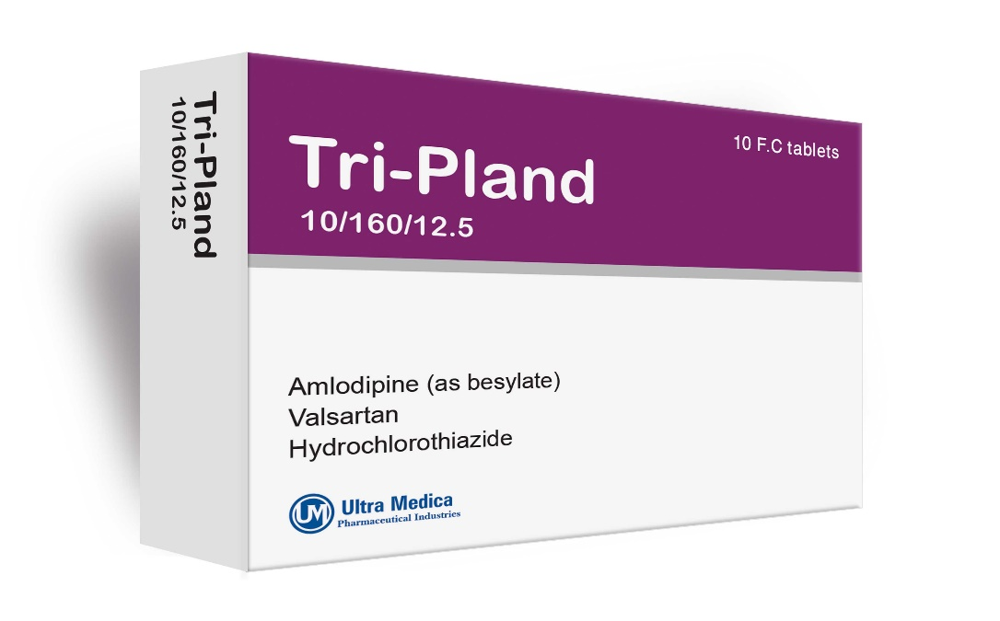 Tri-Pland
10/160/12.5
Tri-Pland
10/160/12.5
10 F.C tablets
Amlodipine (as besylate)
Valsartan
Hydrochlorothiazide
UM
Ultra Medica
Pharmaceutical Industries